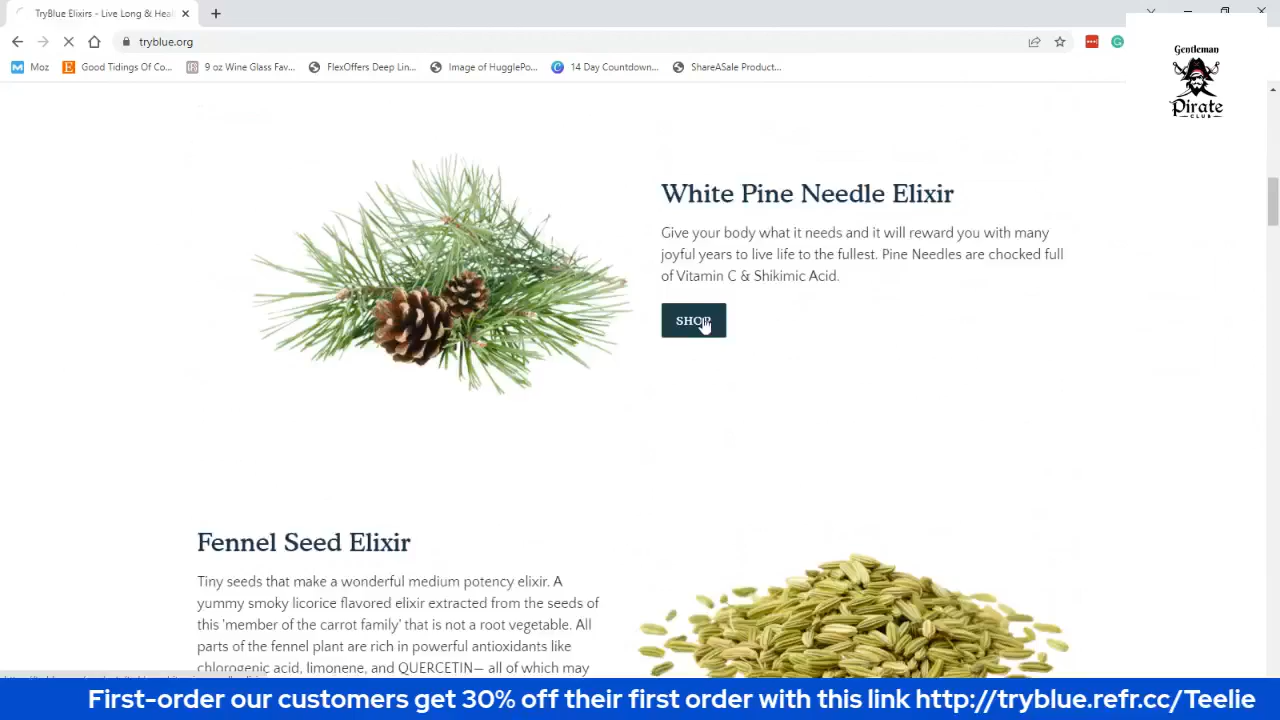 TryBlue Elixirs - Live Long & Hea
tryblue.org
Moz
Good Tidings Of Co...
9 oz Wine Glass Fav...
FlexOffers Deep Lin...
Image of HugglePo...
14 Day Countdown...
ShareASale Product...
Gentleman
Pirate
CLUB
White Pine Needle Elixir
Give your body what it needs and it will reward you with many
joyful years to live life to the fullest. Pine Needles are chocked full
of Vitamin C & Shikimic Acid.
SHOP
Fennel Seed Elixir
Tiny seeds that make a wonderful medium potency elixir. A
yummy smoky licorice flavored elixir extracted from the seeds of
this 'member of the carrot family' that is not a root vegetable. All
parts of the fennel plant are rich in powerful antioxidants like
chlorogenic acid, limonene, and QUERCETIN— all of which may
First-order our customers get 30% off their first order with this link http://tryblue.refr.cc/Teelie